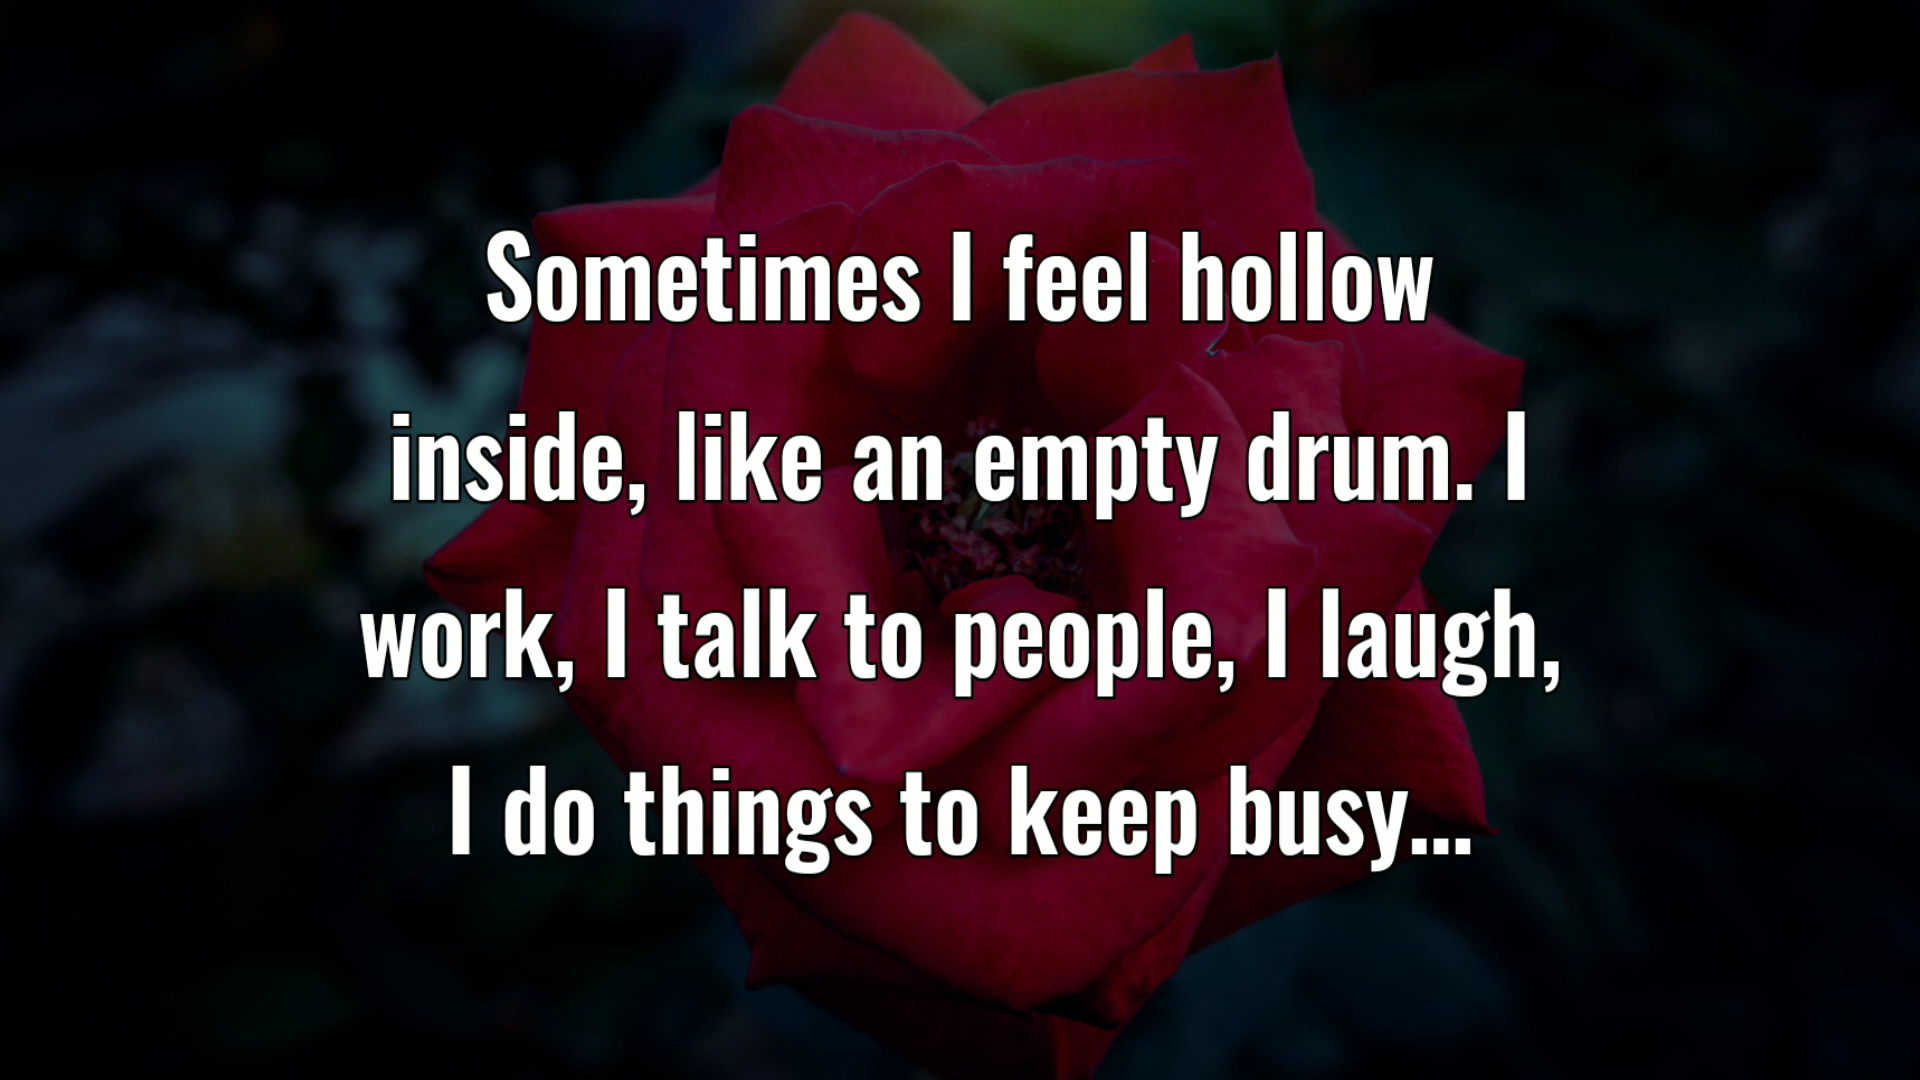 Sometimes I feel hollow
inside, like an empty drum. I
work, I talk to people, I laugh,
I do things to keep busy...